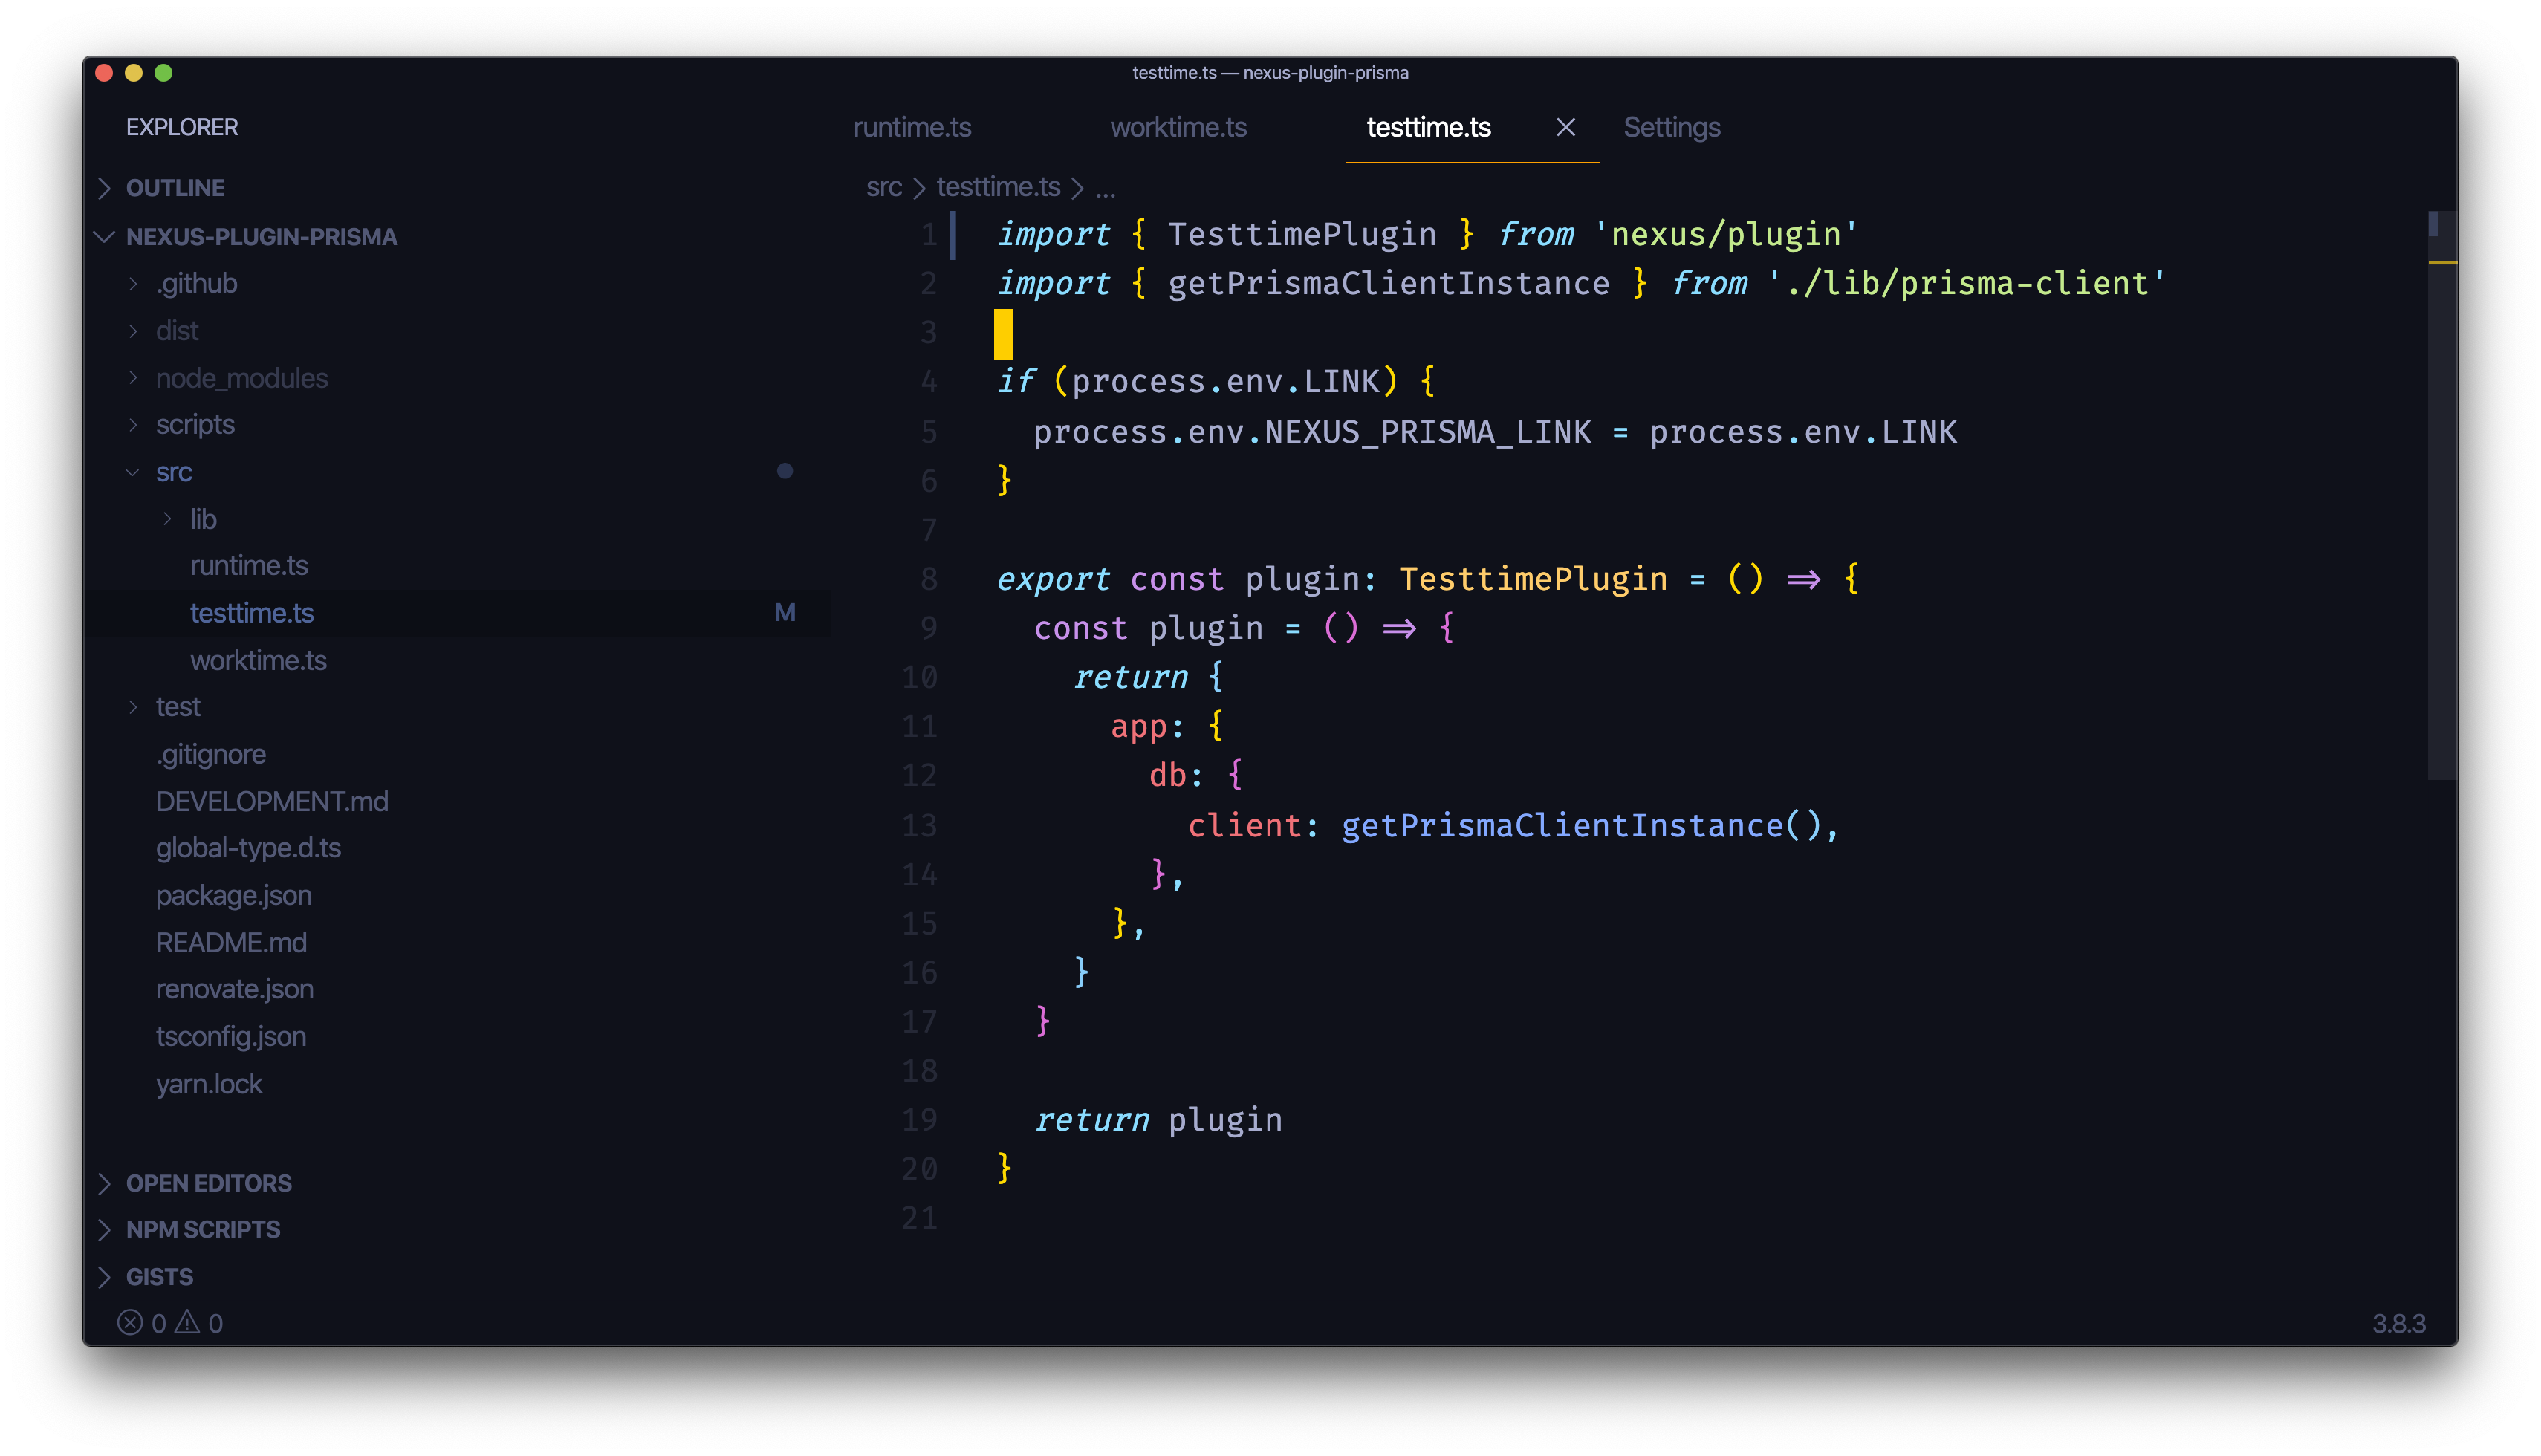 testtime.ts — nexus-plugin-prisma
EXPLORER
OUTLINE
NEXUS-PLUGIN-PRISMA
.github
dist
node_modules
scripts
src
lib
runtime.ts
testtime.ts M
worktime.ts
test
.gitignore
DEVELOPMENT.md
global-type.d.ts
package.json
README.md
renovate.json
tsconfig.json
yarn.lock
OPEN EDITORS
NPM SCRIPTS
GISTS
0 0
runtime.ts worktime.ts testtime.ts Settings
src > testtime.ts > ...
1 import { TesttimePlugin } from 'nexus/plugin'
2 import { getPrismaClientInstance } from './lib/prisma-client'
3
4 if (process.env.LINK) {
5   process.env.NEXUS_PRISMA_LINK = process.env.LINK
6 }
7
8 export const plugin: TesttimePlugin = () => {
9   const plugin = () => {
10     return {
11       app: {
12         db: {
13           client: getPrismaClientInstance(),
14         },
15       },
16     }
17   }
18
19   return plugin
20 }
21
3.8.3